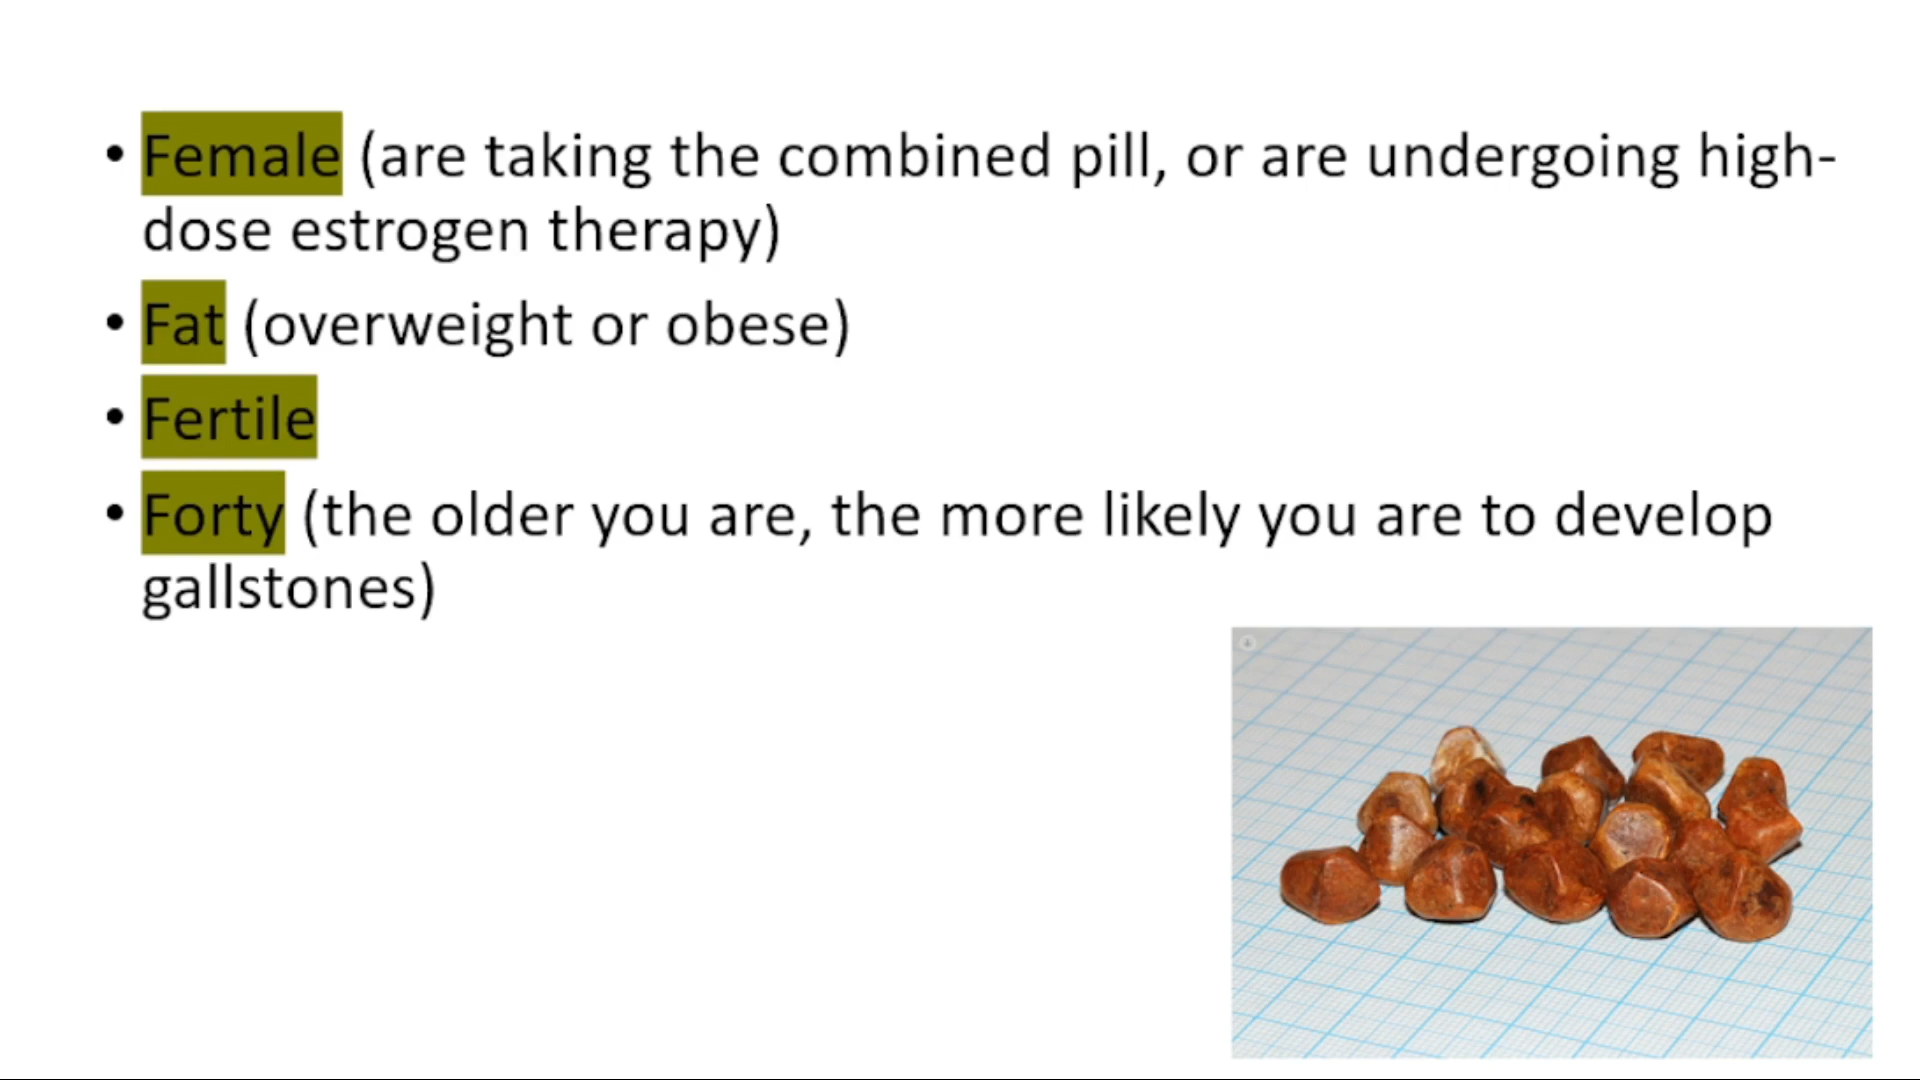 • Female (are taking the combined pill, or are undergoing high-
dose estrogen therapy)
• Fat (overweight or obese)
• Fertile
• Forty (the older you are, the more likely you are to develop
gallstones)